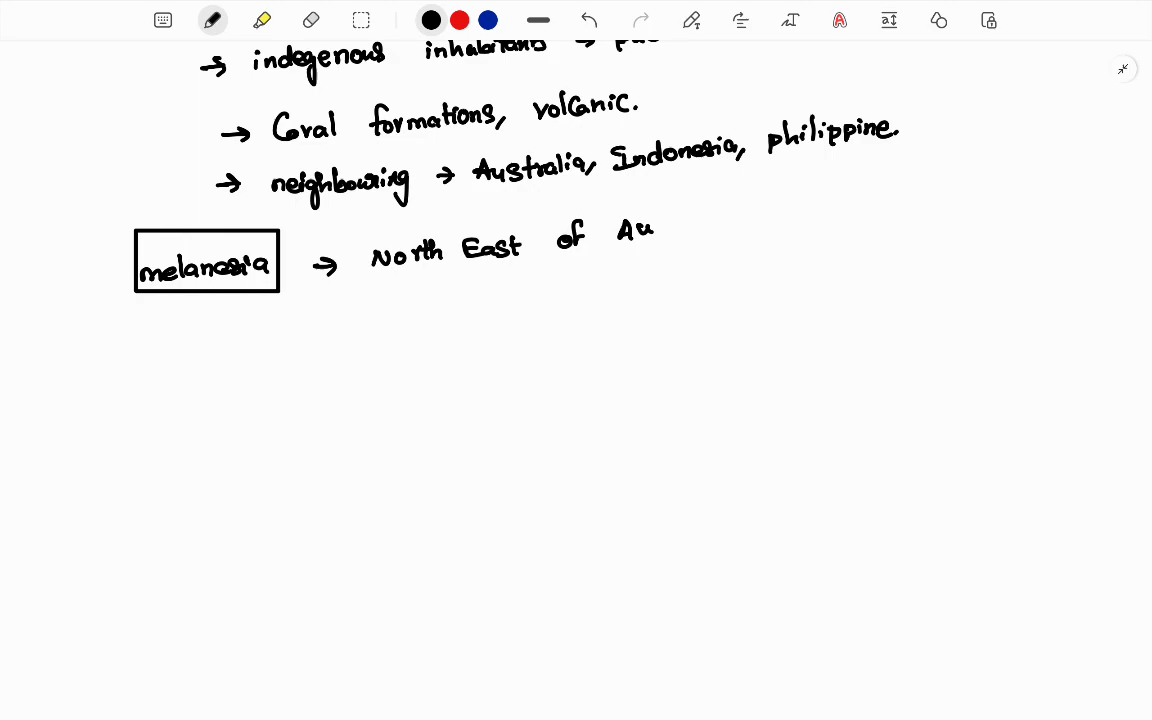 → indegenous inhabitants →
→ Coral formations, volcanic.
→ neighbouring → Australia, Indonesia, philippine.
melanesia → North East of Au